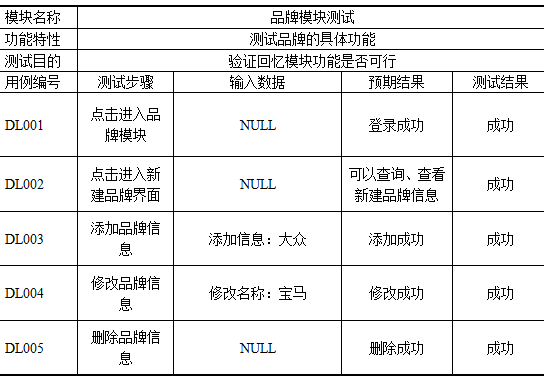 模块名称 品牌模块测试
功能特性 测试品牌的具体功能
测试目的 验证回忆模块功能是否可行
用例编号 测试步骤 输入数据 预期结果 测试结果
DL001 点击进入品牌模块 NULL 登录成功 成功
DL002 点击进入新建品牌界面 NULL 可以查询、查看新建品牌信息 成功
DL003 添加品牌信息 添加信息：大众 添加成功 成功
DL004 修改品牌信息 修改名称：宝马 修改成功 成功
DL005 删除品牌信息 NULL 删除成功 成功